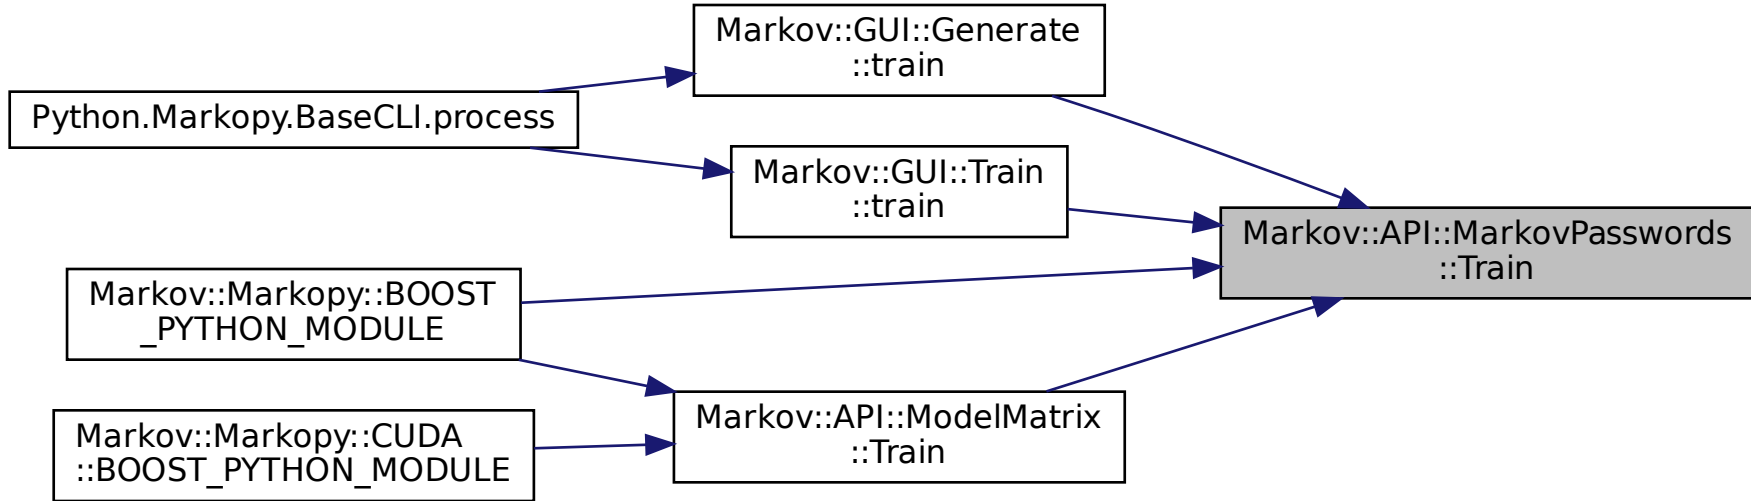 Markov::GUI::Generate
::train
Python.Markopy.BaseCLI.process
Markov::GUI::Train
::train
Markov::API::MarkovPasswords
::Train
Markov::Markopy::BOOST
_PYTHON_MODULE
Markov::API::ModelMatrix
::Train
Markov::Markopy::CUDA
::BOOST_PYTHON_MODULE